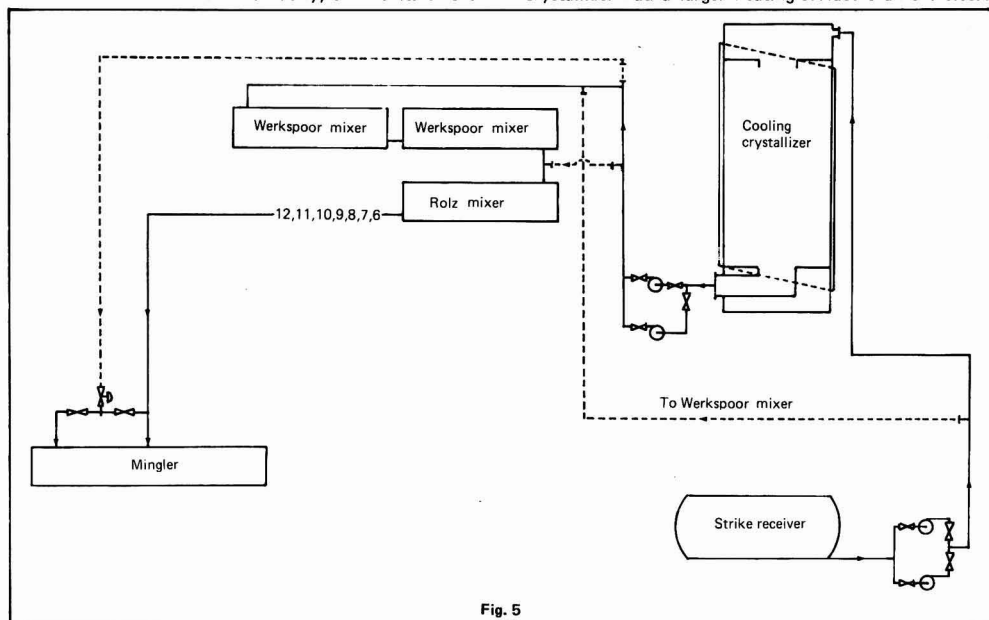 Werkspoor mixer
Werkspoor mixer
Cooling
crystallizer
Rolz mixer
12,11,10,9,8,7,6
To Werkspoor mixer
Mingler
Strike receiver
Fig. 5